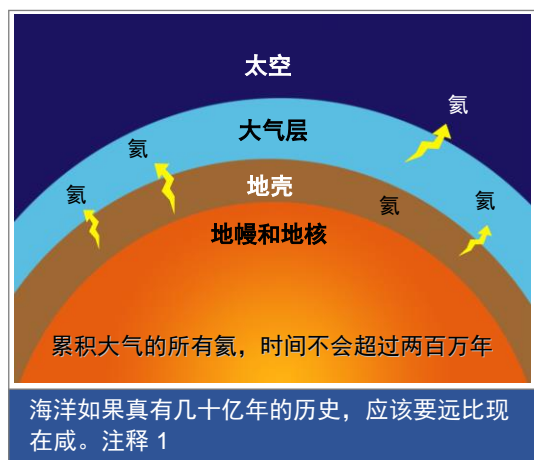 太空
氦
大气层
氦
地壳
氦
氦
氦
地幔和地核
累积大气的所有氦，时间不会超过两百万年
海洋如果真有几十亿年的历史，应该要远比现
在咸。注释 1